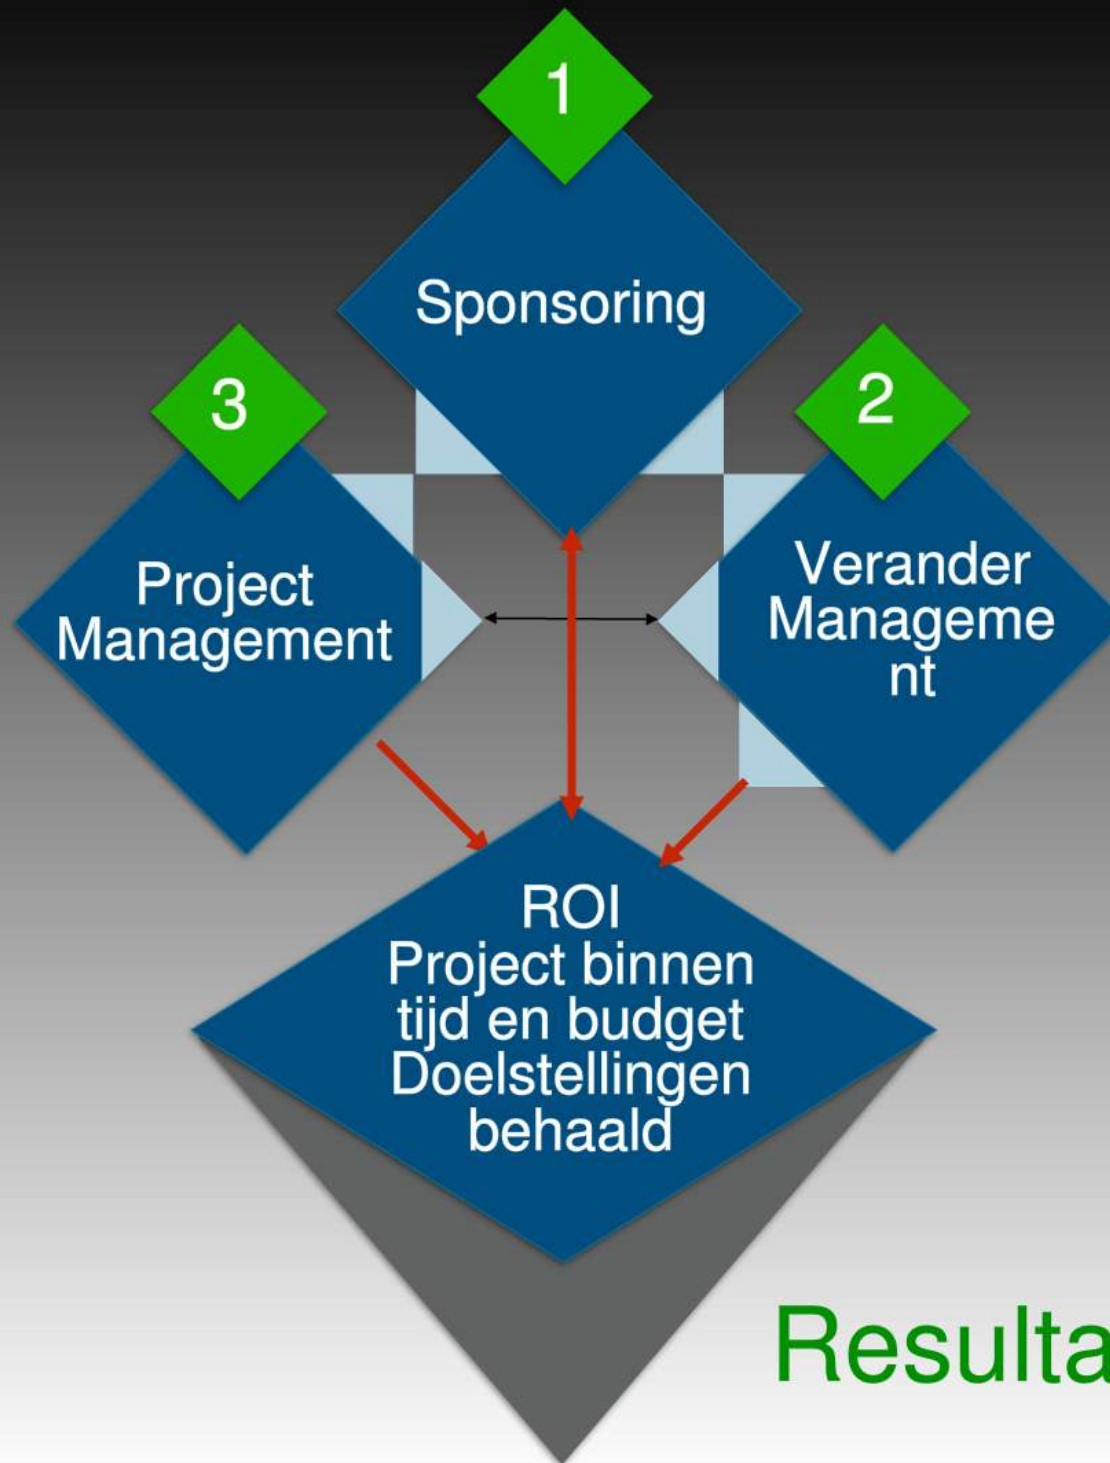 1
Sponsoring
3
Project
Management
2
Verander
Manageme
nt
ROI
Project binnen
tijd en budget
Doelstellingen
behaald
Resulta